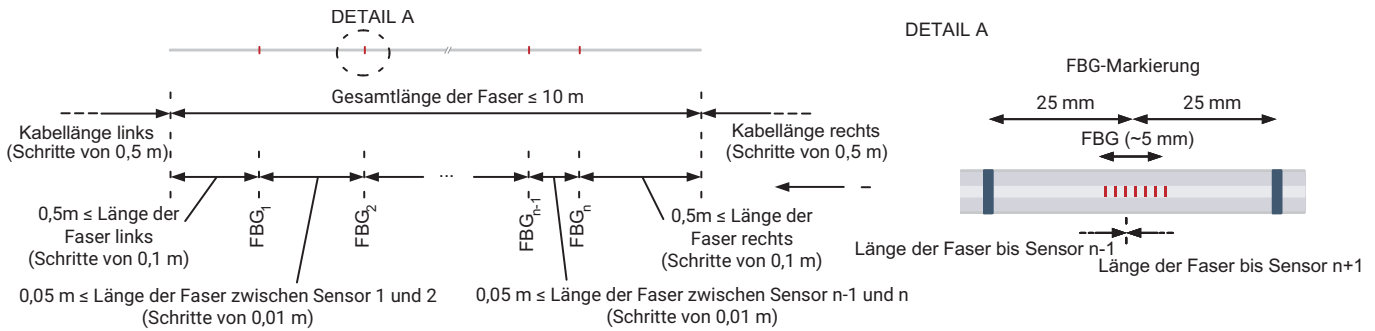 DETAIL A
Gesamtlänge der Faser ≤ 10 m
Kabellänge links
(Schritte von 0,5 m)
Kabellänge rechts
(Schritte von 0,5 m)
...
0,5m ≤ Länge der
Faser links
(Schritte von 0,1 m)
FBG1
FBG2
FBGn-1
FBGn
0,5m ≤ Länge der
Faser rechts
(Schritte von 0,1 m)
0,05 m ≤ Länge der Faser zwischen Sensor 1 und 2
(Schritte von 0,01 m)
0,05 m ≤ Länge der Faser zwischen Sensor n-1 und n
(Schritte von 0,01 m)
DETAIL A
FBG-Markierung
25 mm
25 mm
FBG (~5 mm)
Länge der Faser bis Sensor n-1
Länge der Faser bis Sensor n+1